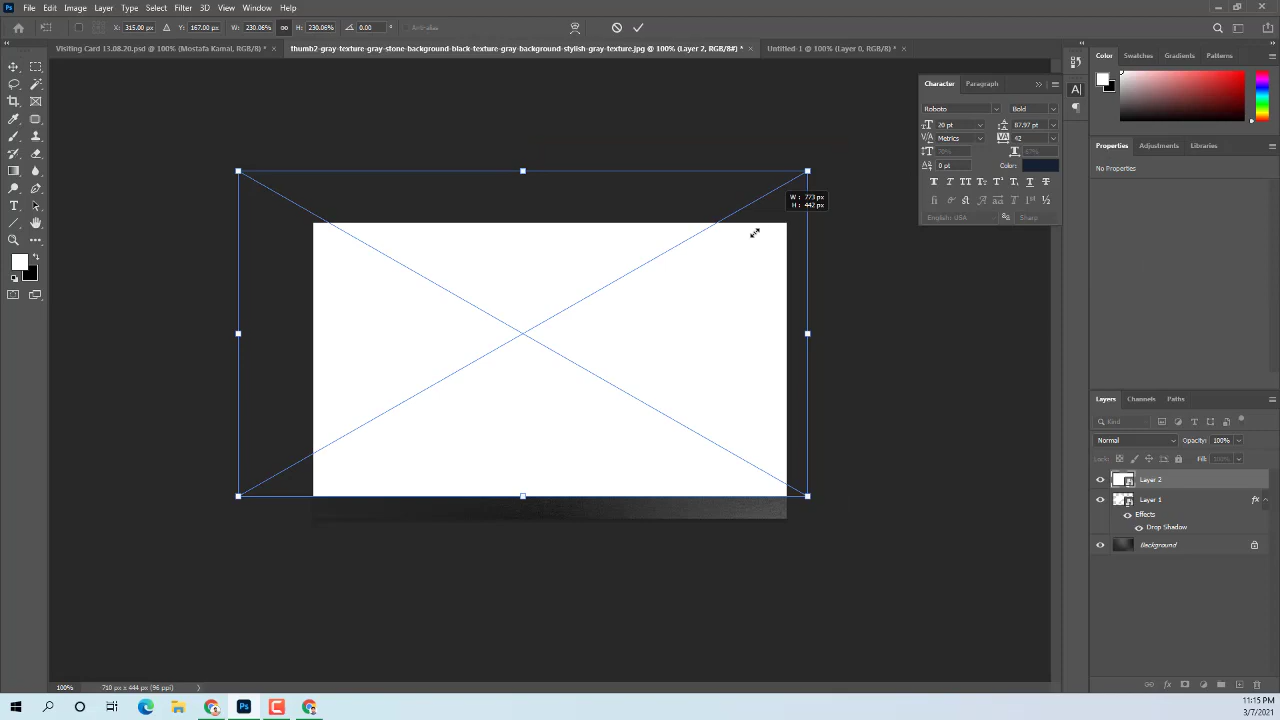 File Edit Image Layer Type Select Filter 3D View Window Help
X: 315.00 px Y: 167.00 px W: 230.06% H: 230.06% 0.00 ° Anti-alias
Visiting Card 13.08.20.psd @ 100% (Mostafa Kamal, RGB/8) * × thumb2-gray-texture-gray-stone-background-black-texture-gray-background-stylish-gray-texture.jpg @ 100% (Layer 2, RGB/8#) * × Untitled-1 @ 100% (Layer 0, RGB/8) * ×
Color Swatches Gradients Patterns
Character Paragraph
Roboto Bold
20 pt 87.97 pt
Metrics 42
70% 67%
0 pt Color:
English: USA Sharp
Properties Adjustments Libraries
No Properties
W: 773 px
H: 442 px
Layers Channels Paths
Kind
Normal Opacity: 100%
Lock: Fill: 100%
Layer 2
Layer 1 fx
Effects
Drop Shadow
Background
100% 710 px x 444 px (96 ppi)
11:15 PM
3/7/2021